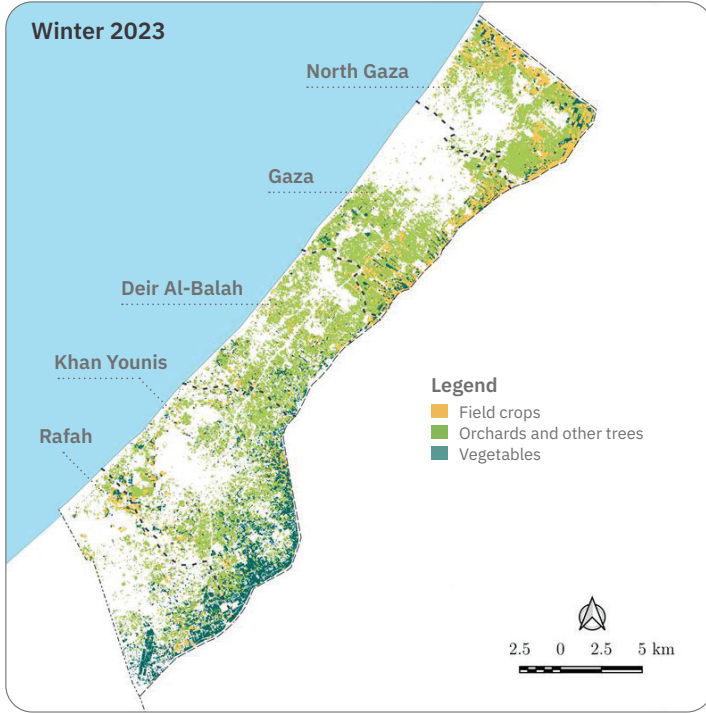 Winter 2023
North Gaza
Gaza
Deir Al-Balah
Khan Younis
Rafah
Legend
Field crops
Orchards and other trees
Vegetables
2.5 0 2.5 5 km